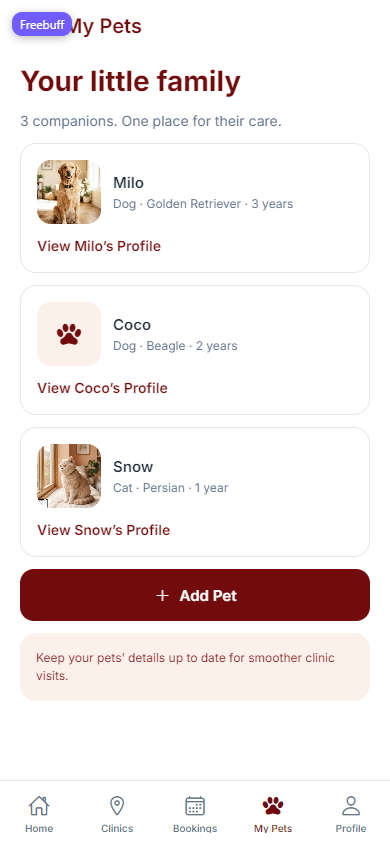 Freebuff
My Pets
Your little family
3 companions. One place for their care.
Milo
Dog · Golden Retriever · 3 years
View Milo’s Profile
Coco
Dog · Beagle · 2 years
View Coco’s Profile
Snow
Cat · Persian · 1 year
View Snow’s Profile
+ Add Pet
Keep your pets’ details up to date for smoother clinic
visits.
Home Clinics Bookings My Pets Profile